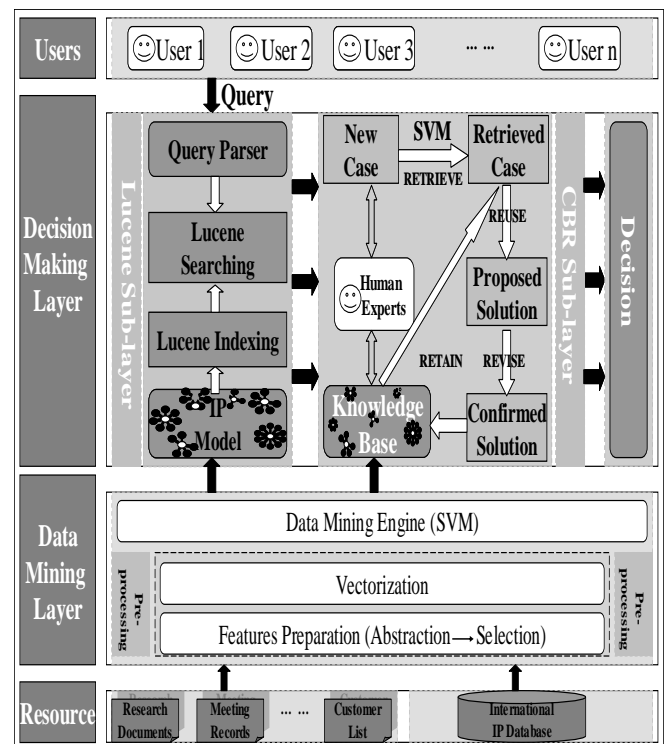 Users
User 1
User 2
User 3
... ...
User n
Query
Decision
Making
Layer
Lucene Sub-layer
Query Parser
Lucene
Searching
Lucene Indexing
IP
Model
New
Case
SVM
RETRIEVE
Retrieved
Case
REUSE
Human
Experts
Proposed
Solution
RETAIN
REVISE
Knowledge
Base
Confirmed
Solution
CBR Sub-layer
Decision
Data
Mining
Layer
Data Mining Engine (SVM)
Pre-
processing
Vectorization
Features Preparation (Abstraction→Selection)
Pre-
processing
Resource
Research
Documents
Meeting
Records
... ...
Customer
List
International
IP Database